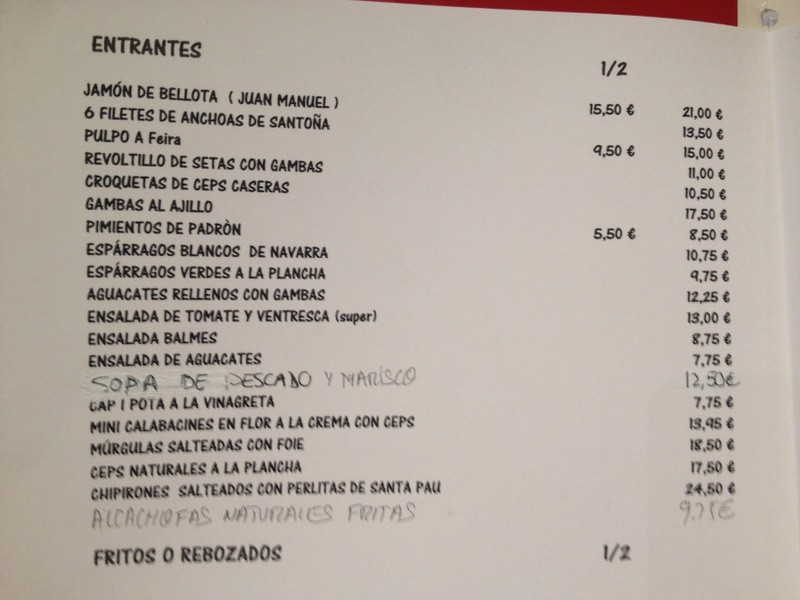 ENTRANTES
1/2
JAMÓN DE BELLOTA ( JUAN MANUEL ) 15,50 € 21,00 €
6 FILETES DE ANCHOAS DE SANTOÑA 13,50 €
PULPO A Feira 9,50 € 15,00 €
REVOLTILLO DE SETAS CON GAMBAS 11,00 €
CROQUETAS DE CEPS CASERAS 10,50 €
GAMBAS AL AJILLO 17,50 €
PIMIENTOS DE PADRÒN 5,50 € 8,50 €
ESPÁRRAGOS BLANCOS DE NAVARRA 10,75 €
ESPÁRRAGOS VERDES A LA PLANCHA 9,75 €
AGUACATES RELLENOS CON GAMBAS 12,25 €
ENSALADA DE TOMATE Y VENTRESCA (super) 13,00 €
ENSALADA BALMES 8,75 €
ENSALADA DE AGUACATES 7,75 €
SOPA DE PESCADO Y MARISCO 12,50€
CAP I POTA A LA VINAGRETA 7,75 €
MINI CALABACINES EN FLOR A LA CREMA CON CEPS 13,95 €
MÚRGULAS SALTEADAS CON FOIE 18,50 €
CEPS NATURALES A LA PLANCHA 17,50 €
CHIPIRONES SALTEADOS CON PERLITAS DE SANTA PAU 24,50 €
ALCACHOFAS NATURALES FRITAS 9.75€
FRITOS O REBOZADOS 1/2